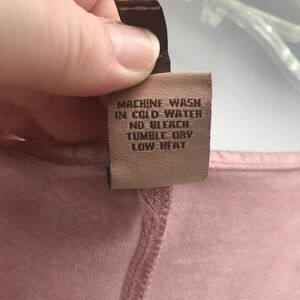 MACHINE WASH
IN COLD WATER
NO BLEACH
TUMBLE DRY
LOW HEAT